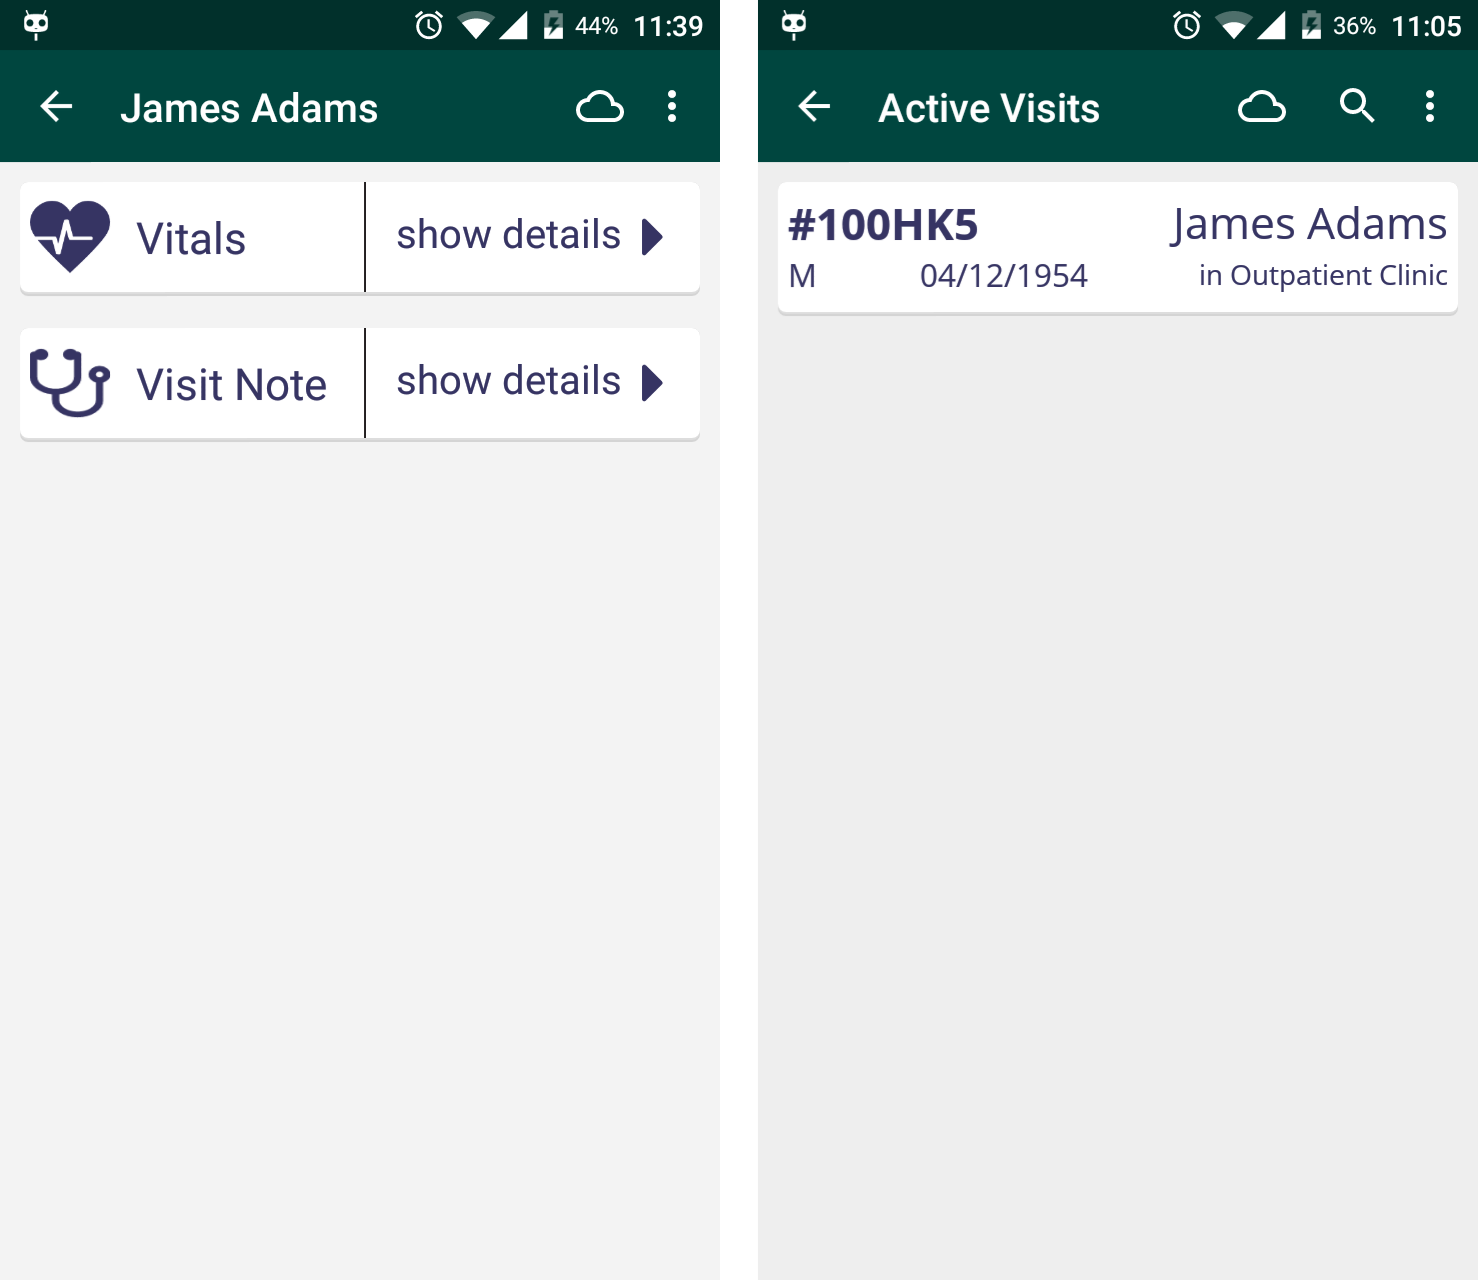 44% 11:39
James Adams
Vitals show details
Visit Note show details
36% 11:05
Active Visits
#100HK5 James Adams
M 04/12/1954 in Outpatient Clinic